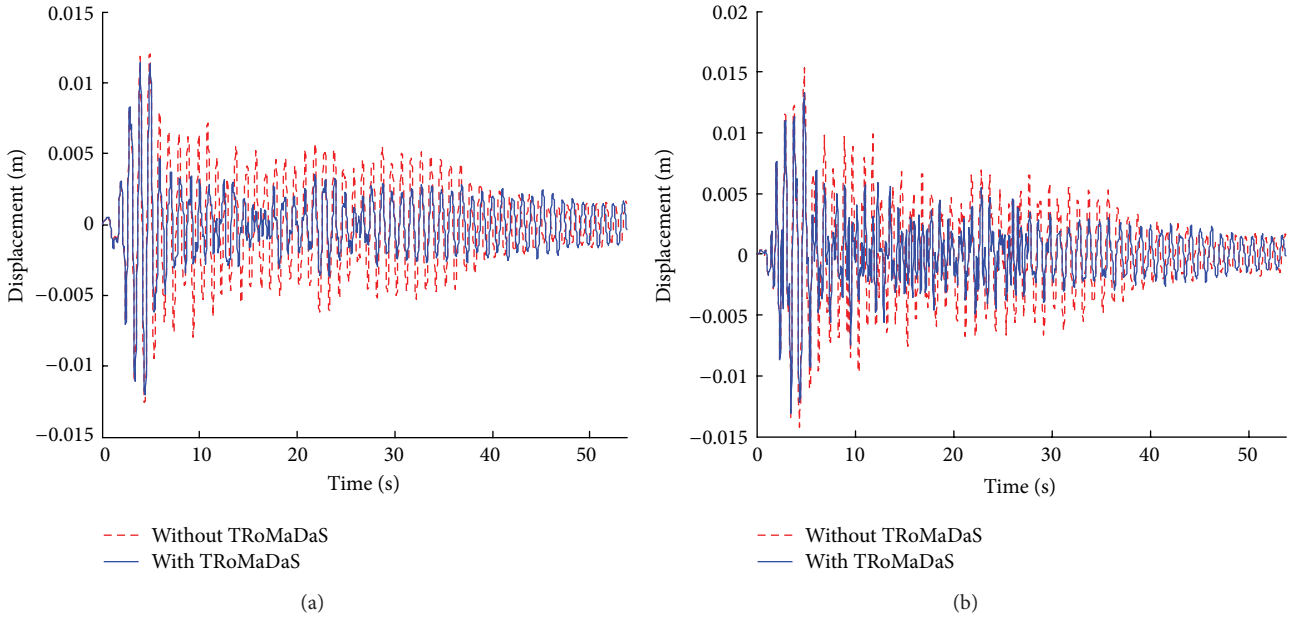 0.015
0.01
0.005
0
−0.005
−0.01
−0.015
Displacement (m)
0 10 20 30 40 50
Time (s)
Without TRoMaDaS
With TRoMaDaS
(a)
0.02
0.015
0.01
0.005
0
−0.005
−0.01
−0.015
Displacement (m)
0 10 20 30 40 50
Time (s)
Without TRoMaDaS
With TRoMaDaS
(b)